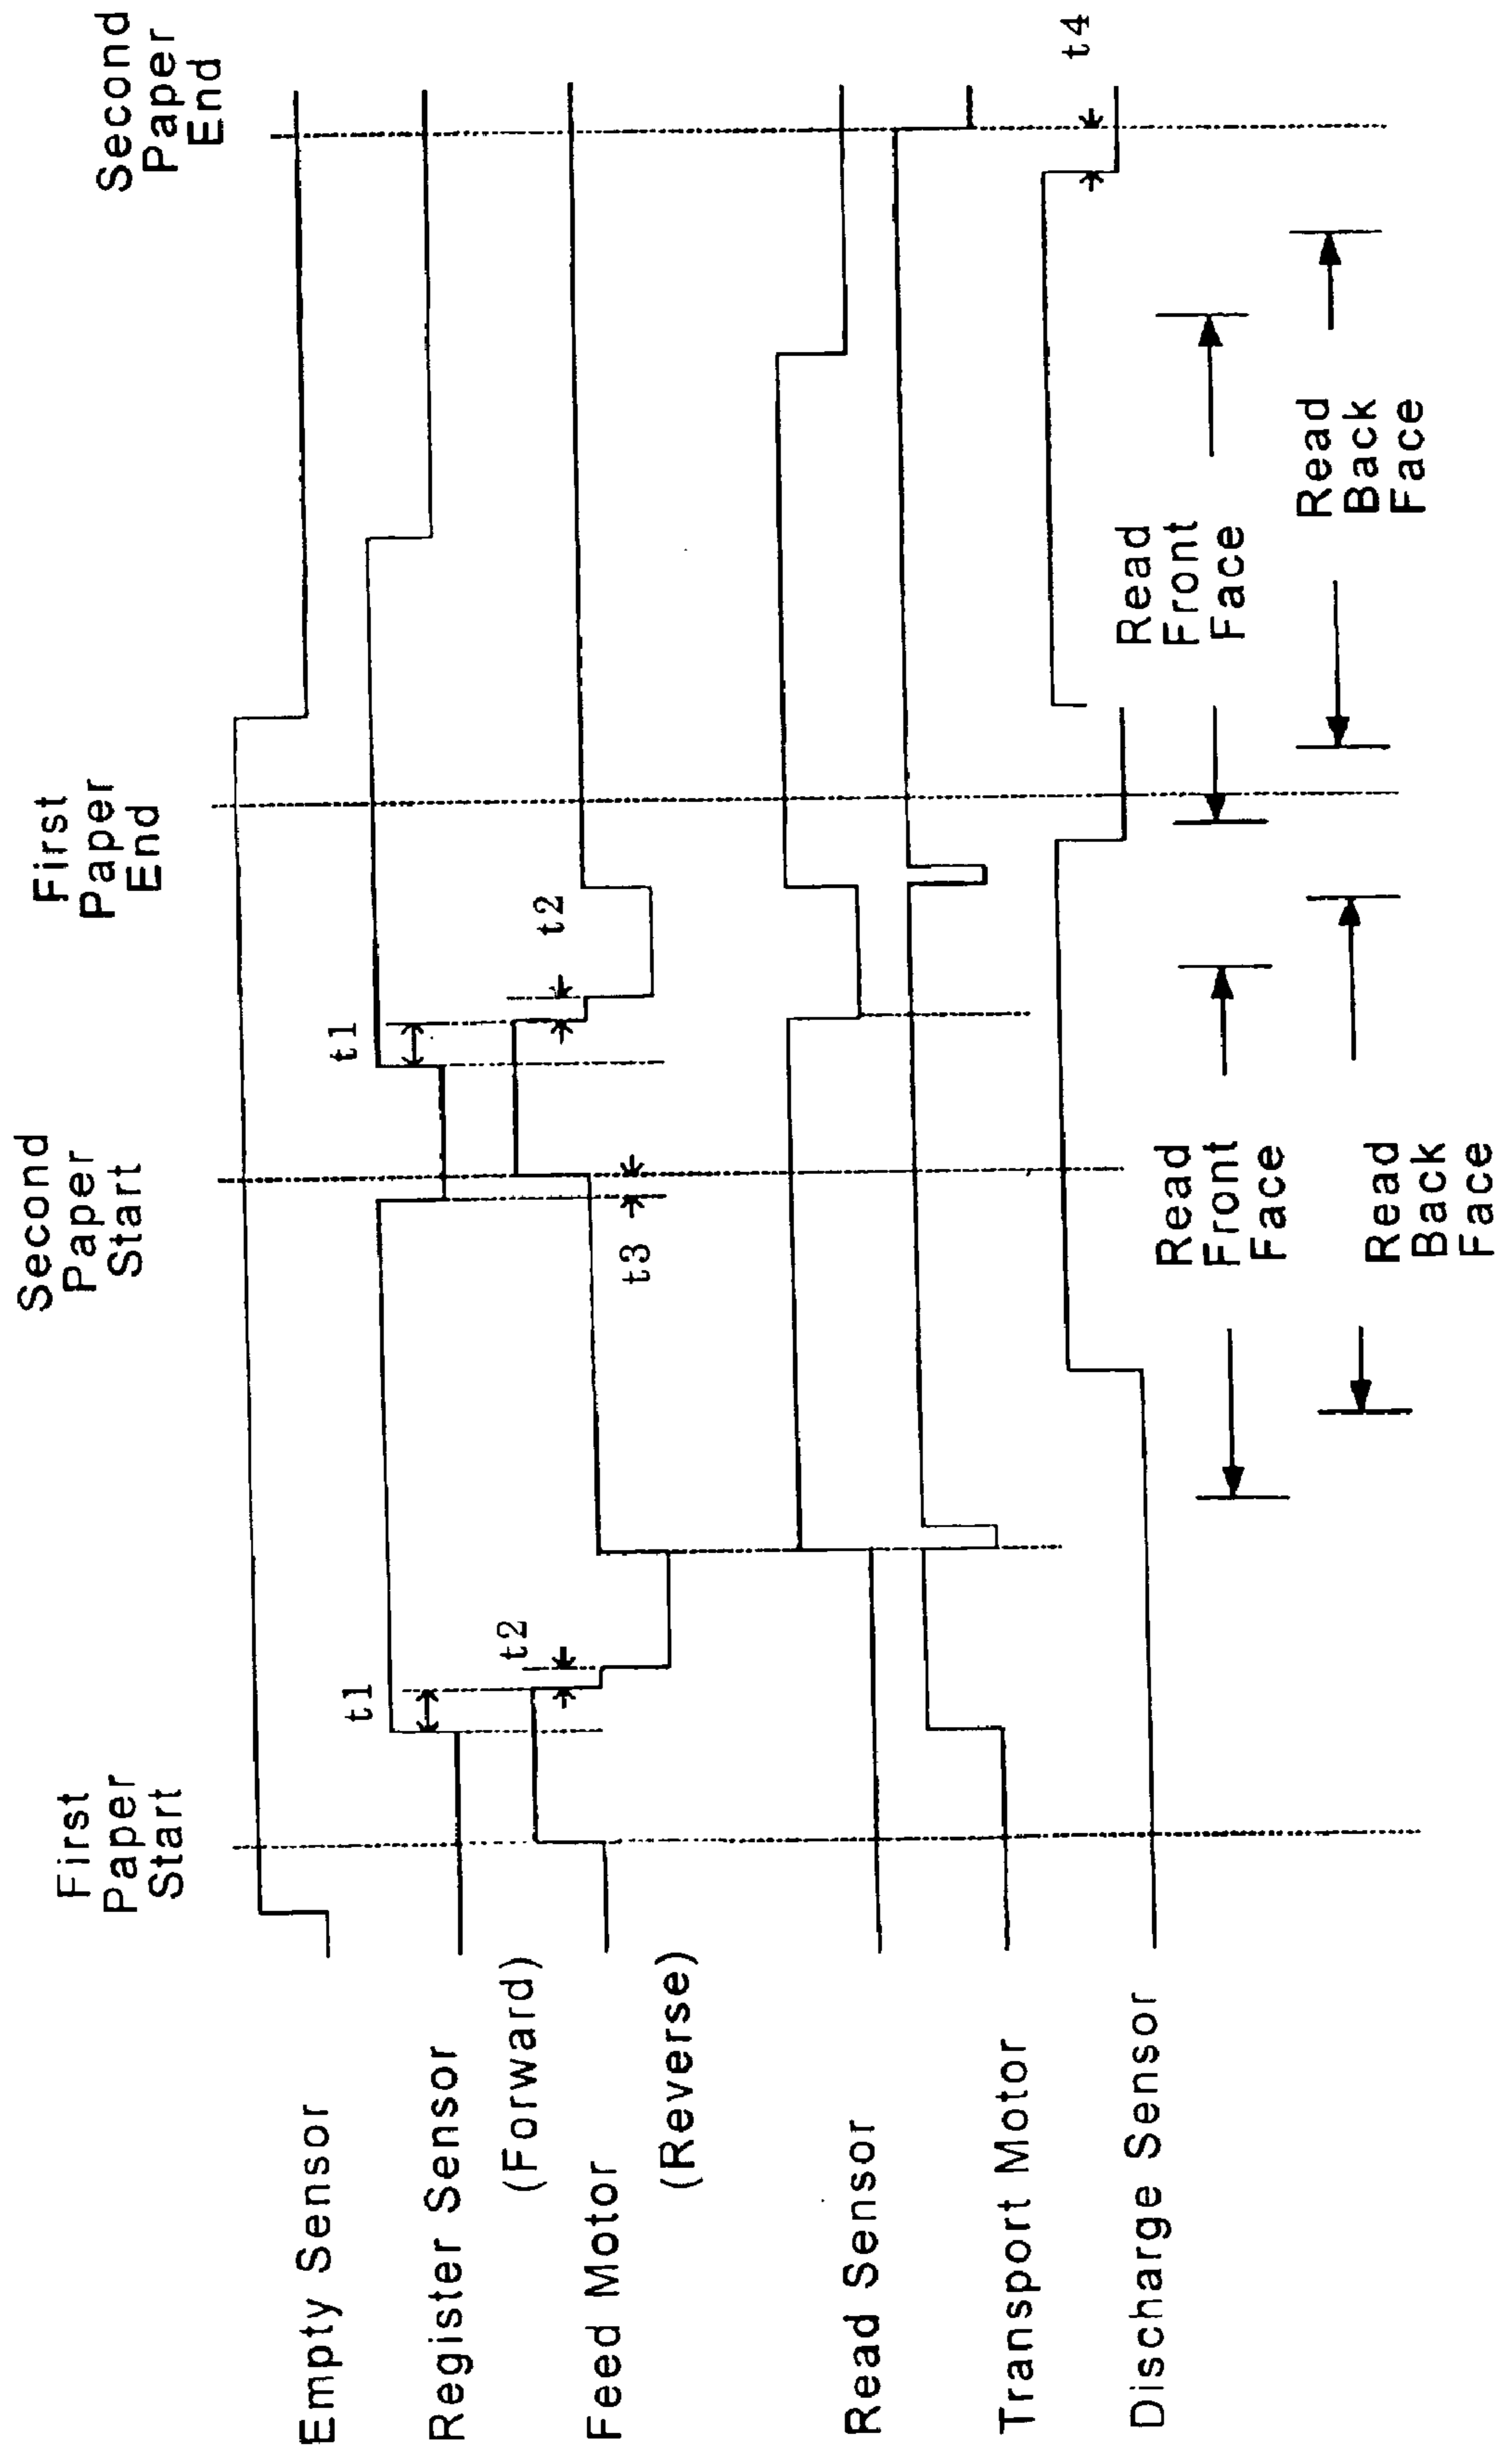 First
Paper
Start
Second
Paper
Start
First
Paper
End
Second
Paper
End
Empty Sensor
Register Sensor
t1
t1
(Forward)
t2
t2
Feed Motor
t3
(Reverse)
Read Sensor
Transport Motor
t4
Discharge Sensor
Read
Front
Face
Read
Front
Face
Read
Back
Face
Read
Back
Face